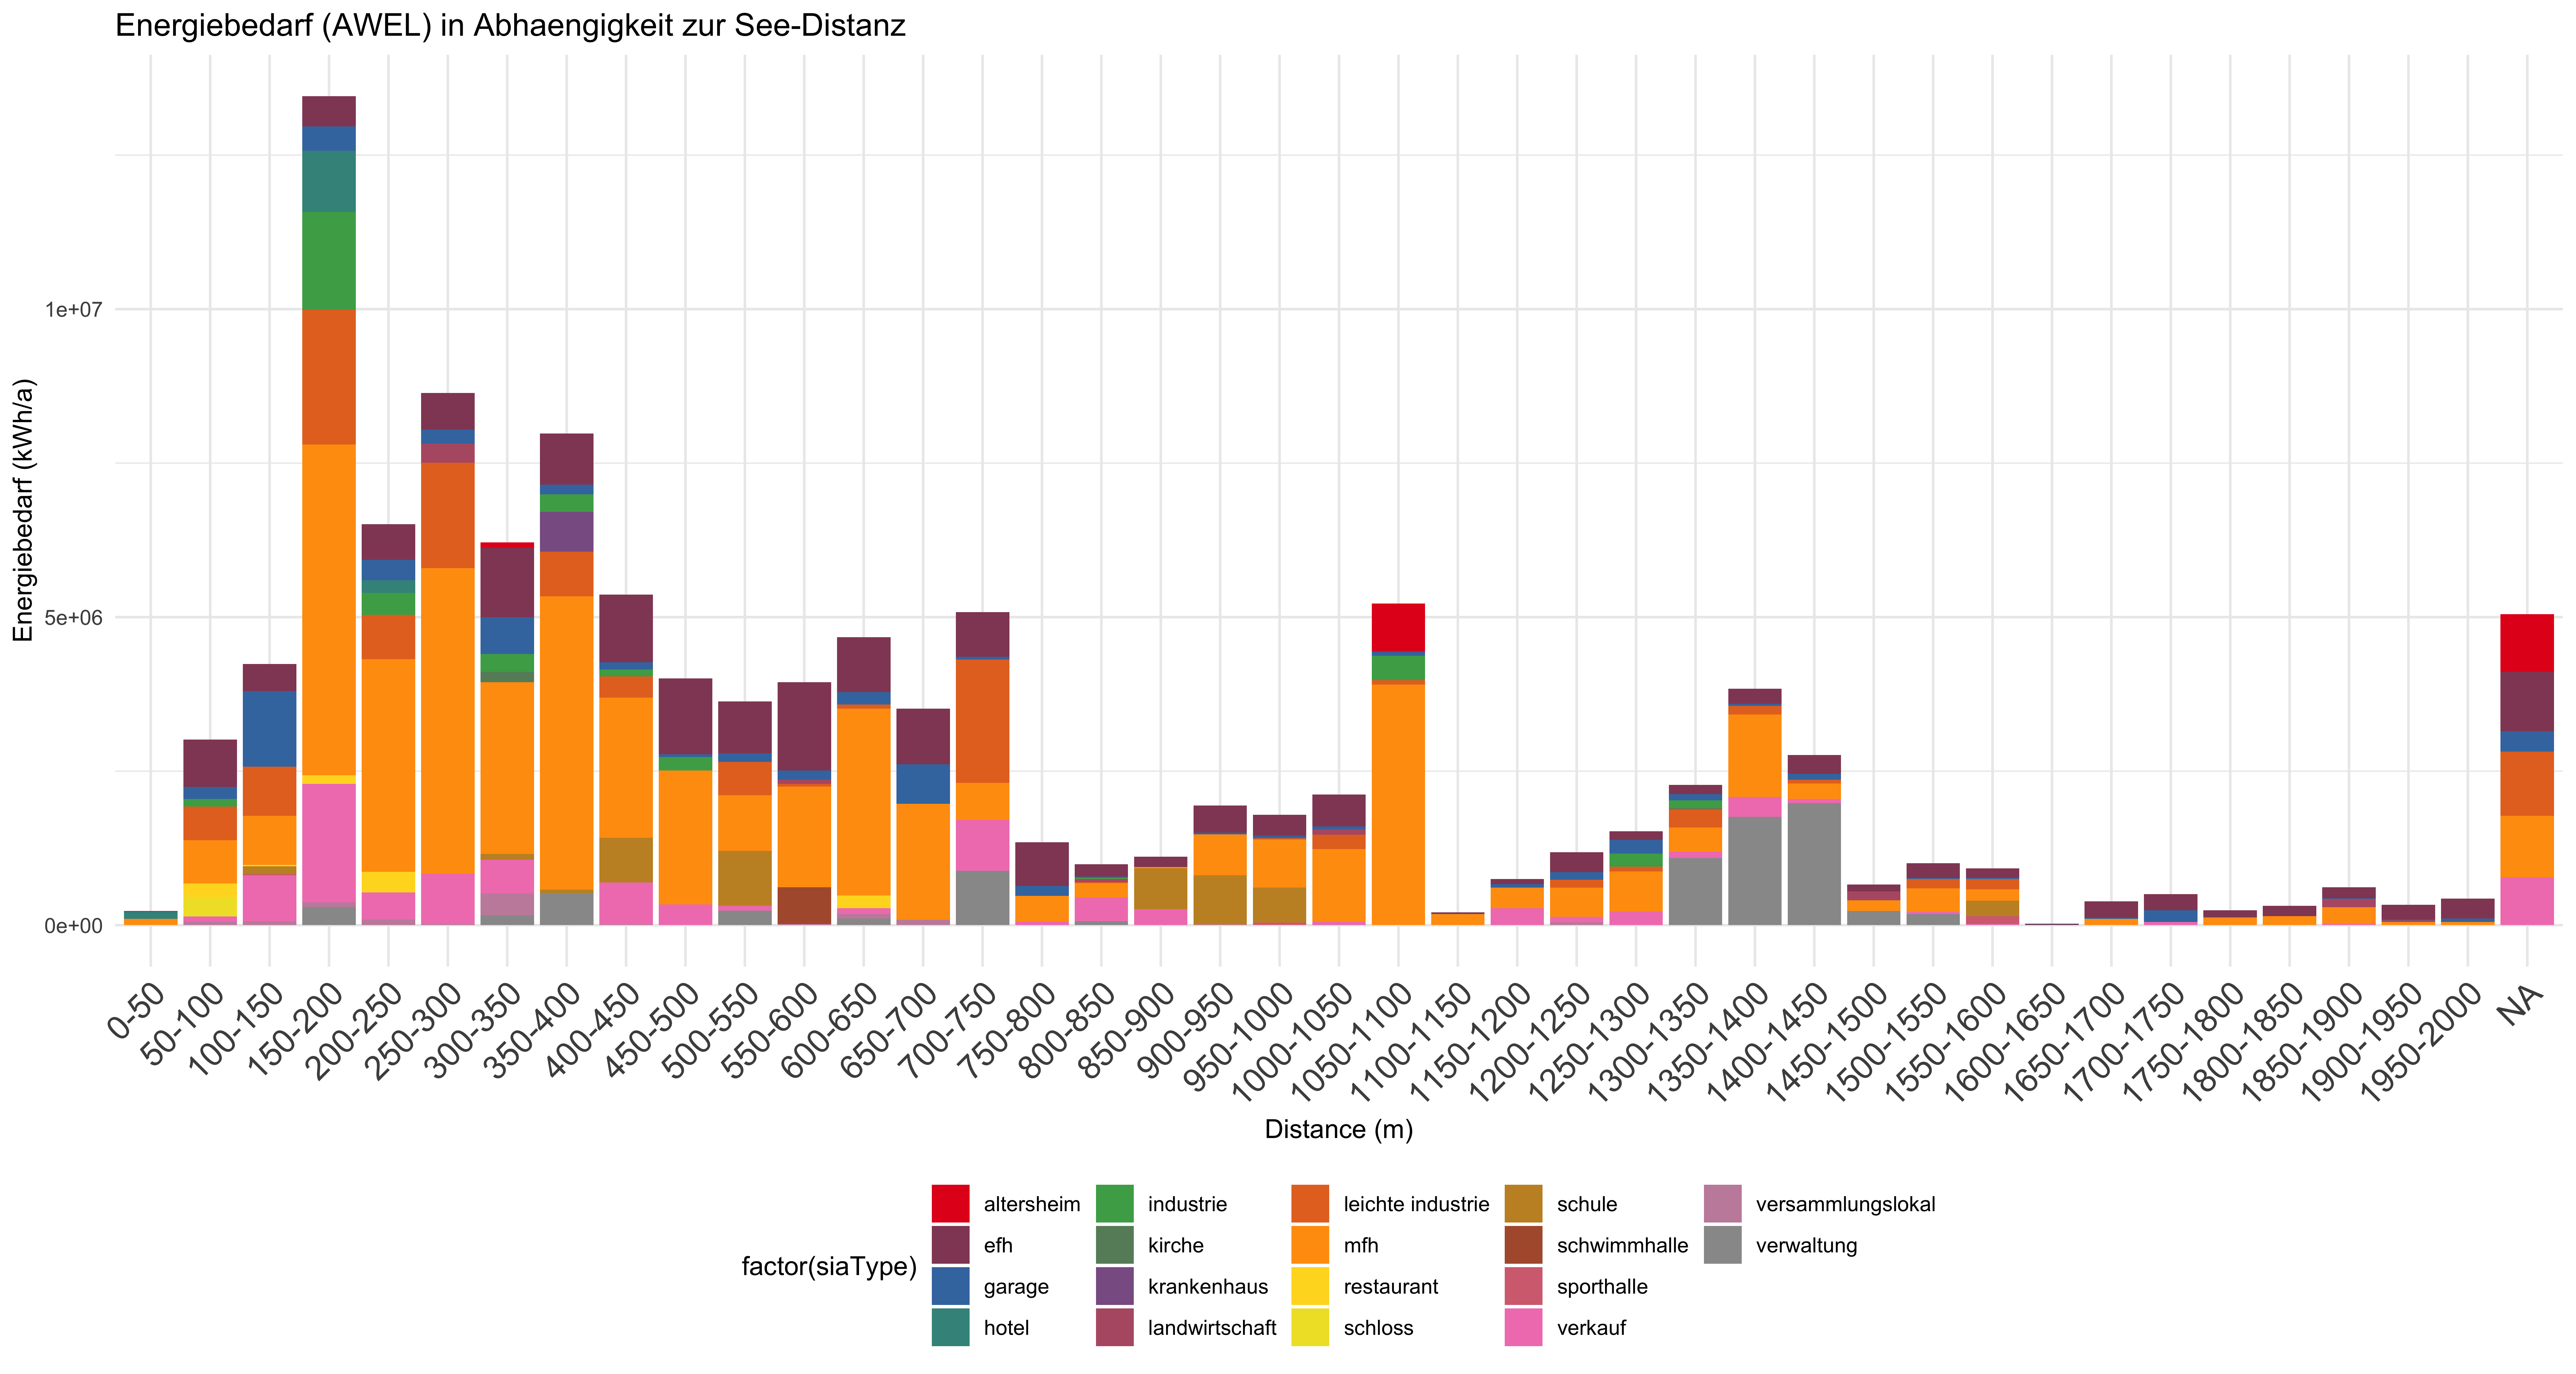 Energiebedarf (AWEL) in Abhaengigkeit zur See-Distanz
Energiebedarf (kWh/a)
1e+07
5e+06
0e+00
0-50
50-100
100-150
150-200
200-250
250-300
300-350
350-400
400-450
450-500
500-550
550-600
600-650
650-700
700-750
750-800
800-850
850-900
900-950
950-1000
1000-1050
1050-1100
1100-1150
1150-1200
1200-1250
1250-1300
1300-1350
1350-1400
1400-1450
1450-1500
1500-1550
1550-1600
1600-1650
1650-1700
1700-1750
1750-1800
1800-1850
1850-1900
1900-1950
1950-2000
NA
Distance (m)
factor(siaType)
altersheim
efh
garage
hotel
industrie
kirche
krankenhaus
landwirtschaft
leichte industrie
mfh
restaurant
schloss
schule
schwimmhalle
sporthalle
verkauf
versammlungslokal
verwaltung